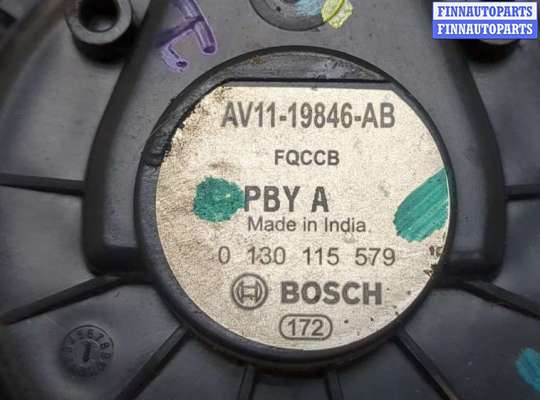 FINNAUTOPARTS
FINNAUTOPARTS
AV11-19846-AB
FQCCB
PBY A
Made in India
0 130 115 579
BOSCH
172